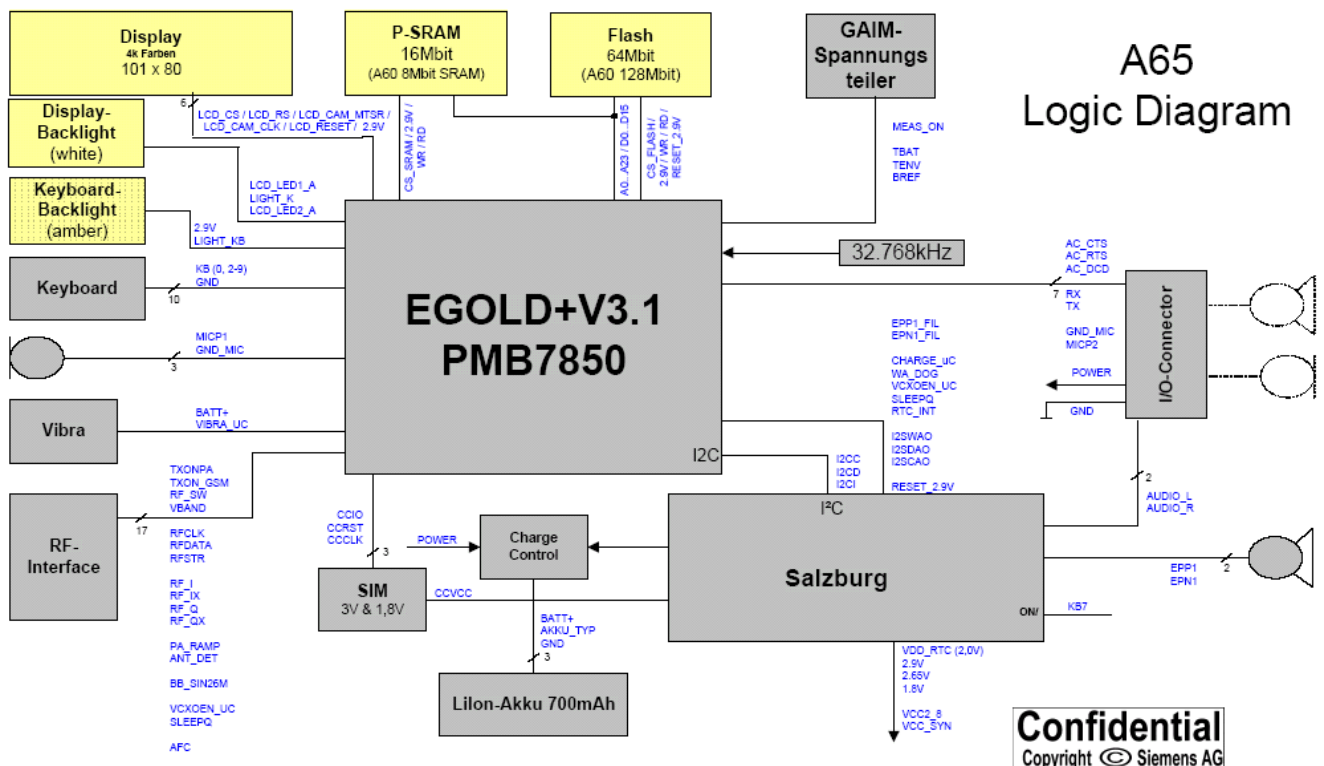 A65
Logic Diagram
Display
4k Farben
101 x 80
P-SRAM
16Mbit
(A60 8Mbit SRAM)
Flash
64Mbit
(A60 128Mbit)
GAIM-
Spannungs
teiler
6
LCD_CS / LCD_RS / LCD_CAM_MTSR /
LCD_CAM_CLK / LCD_RESET / 2.9V
CS_SRAM / 2.9V /
WR / RD
A0...A23 / D0...D15
CS_FLASH /
2.9V / WR / RD /
RESET_2.9V
MEAS_ON
TBAT
TENV
BREF
Display-
Backlight
(white)
LCD_LED1_A
LIGHT_K
LCD_LED2_A
Keyboard-
Backlight
(amber)
2.9V
LIGHT_KB
Keyboard
KB (0, 2-9)
GND
10
MICP1
GND_MIC
3
Vibra
BATT+
VIBRA_UC
EGOLD+V3.1
PMB7850
I2C
32.768kHz
AC_CTS
AC_RTS
AC_DCD
7
RX
TX
GND_MIC
MICP2
POWER
GND
I/O-Connector
EPP1_FIL
EPN1_FIL
CHARGE_uC
WA_DOG
VCXOEN_UC
SLEEPQ
RTC_INT
I2SWAO
I2SDAO
I2SCAO
RESET_2.9V
I2CC
I2CD
I2CI
2
AUDIO_L
AUDIO_R
RF-
Interface
17
TXONPA
TXON_GSM
RF_SW
VBAND
RFCLK
RFDATA
RFSTR
RF_I
RF_IX
RF_Q
RF_QX
PA_RAMP
ANT_DET
BB_SIN26M
VCXOEN_UC
SLEEPQ
AFC
CCIO
CCRST
CCCLK
3
SIM
3V & 1,8V
CCVCC
POWER
Charge
Control
BATT+
AKKU_TYP
GND
3
LiIon-Akku 700mAh
I²C
Salzburg
ON/
KB7
EPP1
EPN1
2
VDD_RTC (2,0V)
2.9V
2.65V
1.8V
VCC2_8
VCC_SYN
Confidential
Copyright © Siemens AG